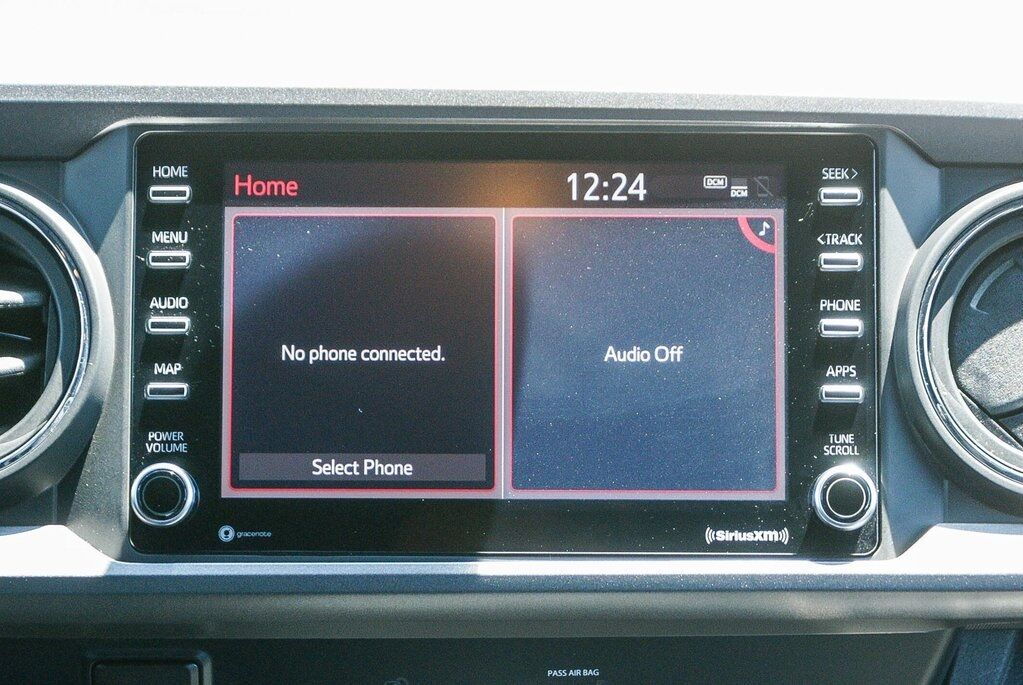 HOME
MENU
AUDIO
MAP
POWER
VOLUME
Home
12:24
DCM
DCM
No phone connected.
Select Phone
Audio Off
SEEK >
< TRACK
PHONE
APPS
TUNE
SCROLL
gracenote
((SiriusXM))
PASS AIR BAG